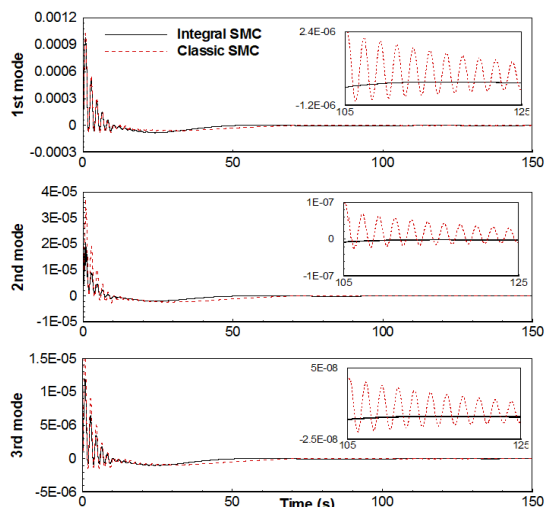 Integral SMC
Classic SMC
1st mode
0.0012
0.0009
0.0006
0.0003
0
-0.0003
2.4E-06
-1.2E-06
105
125
0
50
100
150
2nd mode
4E-05
3E-05
2E-05
1E-05
0
-1E-05
1E-07
0
-1E-07
105
125
0
50
100
150
3rd mode
1.5E-05
1E-05
5E-06
0
-5E-06
5E-08
-2.5E-08
105
125
0
50
100
150
Time (s)